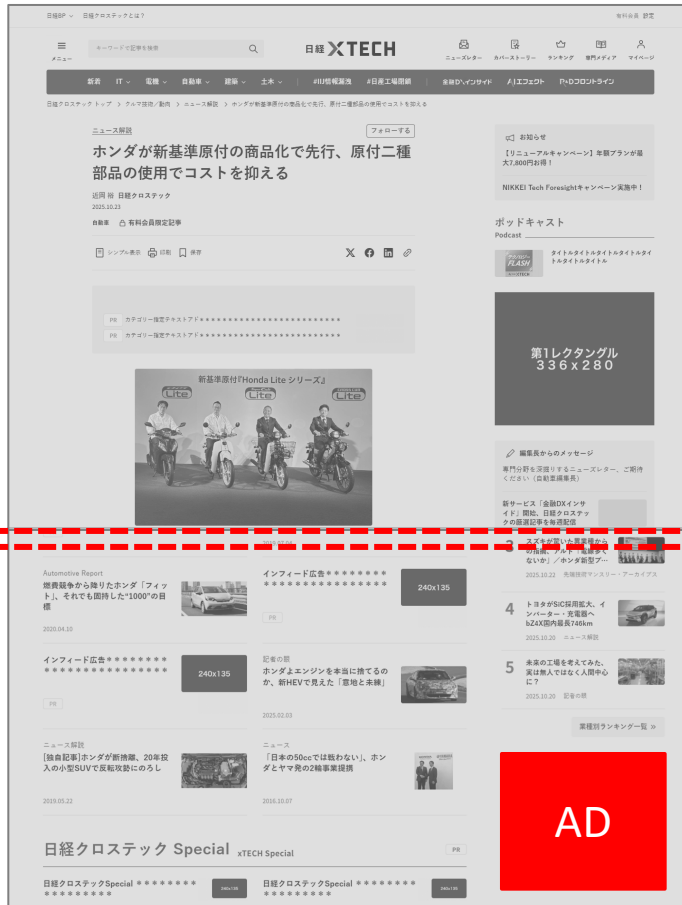 日経BP
日経クロステックとは?
有料会員 設定
メニュー
キーワードで記事を検索
日経 XTECH
ニューズレター
カバーストーリー
ランキング
専門メディア
マイページ
新着
IT
電機
自動車
建築
土木
#IIJ情報漏洩
#日産工場閉鎖
金融DXインサイド
AIエフェクト
R&Dフロントライン
日経クロステック トップ > クルマ技術/動向 > ニュース解説 > ホンダが新基準原付の商品化で先行、原付二種部品の使用でコストを抑える
ニュース解説
フォローする
ホンダが新基準原付の商品化で先行、原付二種
部品の使用でコストを抑える
近岡 裕 日経クロステック
2025.10.23
自動車
有料会員限定記事
シンプル表示
印刷
保存
PR カテゴリー指定テキストアド*************************
PR カテゴリー指定テキストアド*************************
新基準原付『Honda Lite シリーズ』
Lite
Lite
Lite
お知らせ
【リニューアルキャンペーン】年額プランが最
大7,800円お得!
NIKKEI Tech Foresightキャンペーン実施中!
ポッドキャスト
Podcast
FLASH
タイトルタイトルタイトルタイトルタイ
トルタイトルタイトル
第1レクタングル
336x280
編集長からのメッセージ
専門分野を深掘りするニューズレター、ご期待
ください(自動車編集長)
新サービス「金融DXインサ
イド」開始、日経クロステッ
クの厳選記事を毎週配信
Automotive Report
燃費競争から降りたホンダ「フィッ
ト」、それでも固持した“1000”の目
標
2020.04.10
インフィード広告********
****************
PR
240x135
インフィード広告********
****************
PR
240x135
記者の眼
ホンダよエンジンを本当に捨てるの
か、新HEVで見えた「意地と未練」
2025.02.03
ニュース解説
[独自記事]ホンダが断捨離、20年投
入の小型SUVで反転攻勢にのろし
2019.05.22
ニュース
「日本の50ccでは戦わない」、ホン
ダとヤマ発の2輪事業提携
2016.10.07
3
2025.10.22 先端技術マンスリー・アーカイブス
4
トヨタがSiC採用拡大、イ
ンバーター・充電器へ
bZ4X国内最長746km
2025.10.20 ニュース解説
5
未来の工場を考えてみた、
実は無人ではなく人間中心
に?
2025.10.20 記者の眼
業種別ランキング一覧 »
AD
日経クロステック Special xTECH Special
PR
日経クロステックSpecial ********
*********
240x135
日経クロステックSpecial ********
*********
240x135